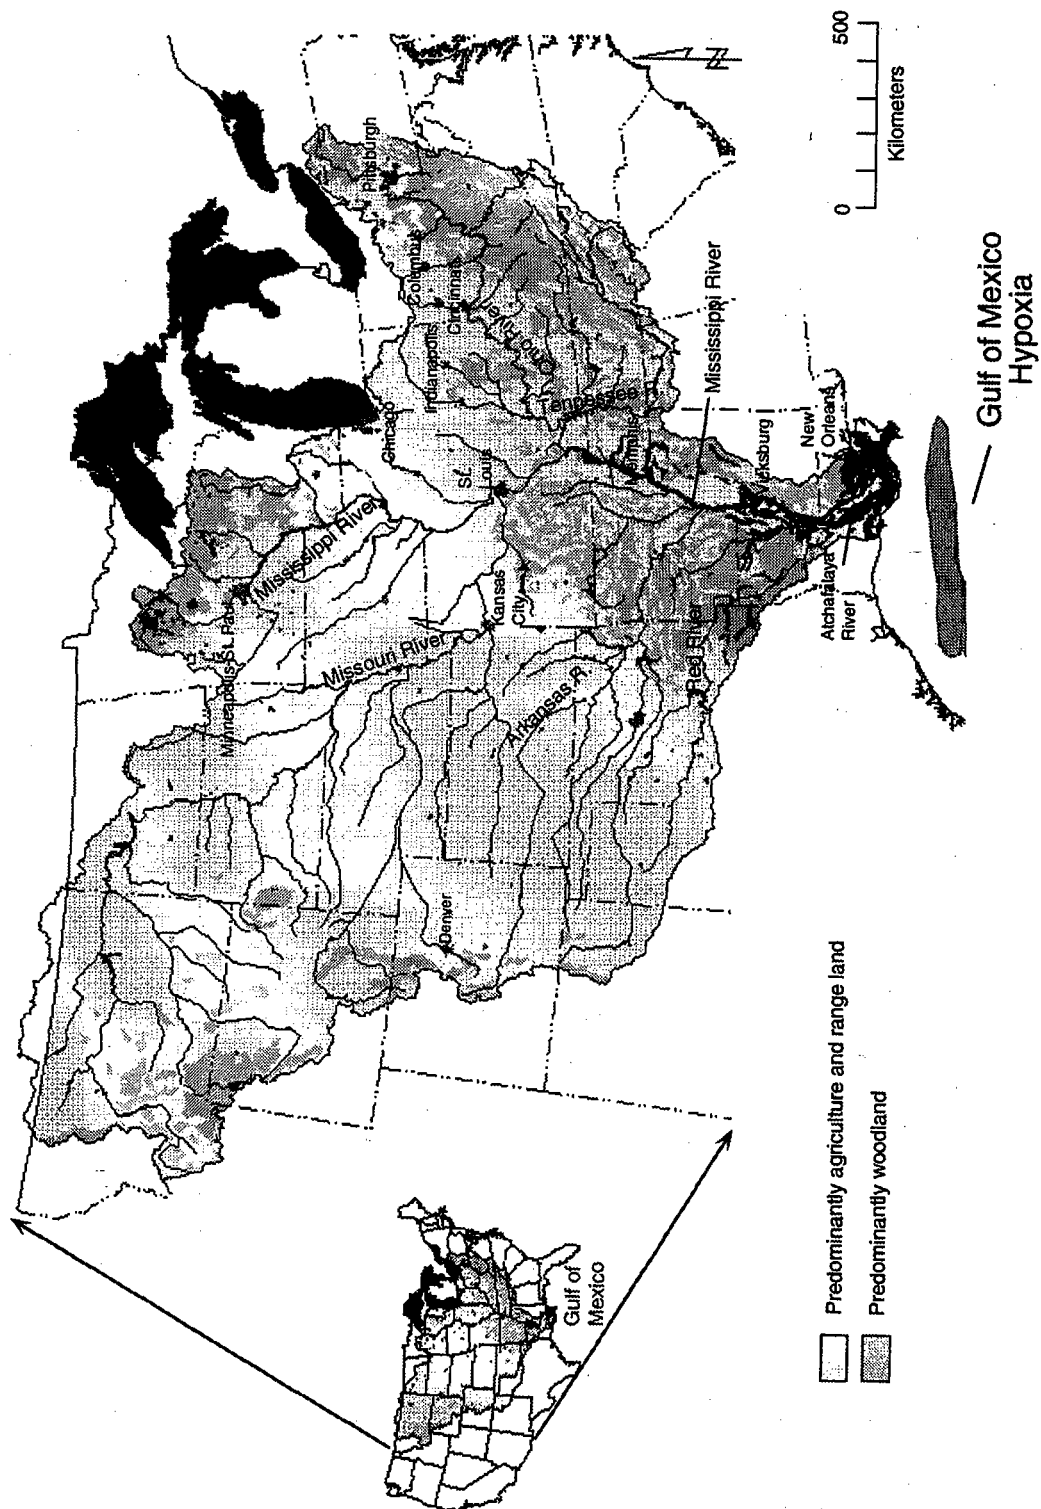 Pittsburgh
Columbus
Cincinnati
Indianapolis
Chicago
Ohio River
Tennessee R.
Memphis
St.
Louis
Mississippi River
Minneapolis-St. Paul
Missouri River
Kansas
City
Arkansas R.
Denver
Red River
Mississippi River
Vicksburg
New
Orleans
Atchafalaya
River
Gulf of Mexico
Hypoxia
0
500
Kilometers
N
Gulf of
Mexico
Predominantly agriculture and range land
Predominantly woodland